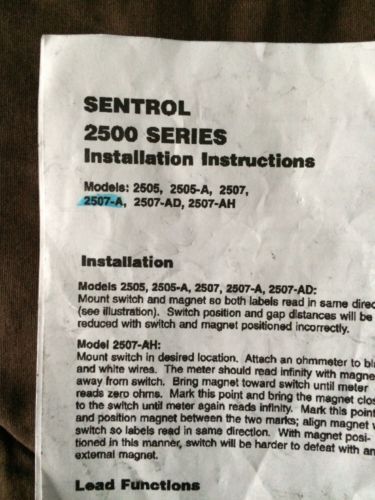 SENTROL
2500 SERIES
Installation Instructions
Models: 2505, 2505-A, 2507,
2507-A, 2507-AD, 2507-AH
Installation
Models 2505, 2505-A, 2507, 2507-A, 2507-AD:
Mount switch and magnet so both labels read in same
(see illustration). Switch position and gap distances will be
reduced with switch and magnet positioned incorrectly.
Model 2507-AH:
Mount switch in desired location. Attach an ohmmeter to
and white wires. The meter should read infinity with
away from switch. Bring magnet toward switch until meter
reads zero ohms. Mark this point and bring the magnet
to the switch until meter again reads infinity. Mark this point
and position magnet between the two marks; align magnet
switch so labels read in same direction. With magnet posi-
tioned in this manner, switch will be harder to defeat with
external magnet.
Lead Functions